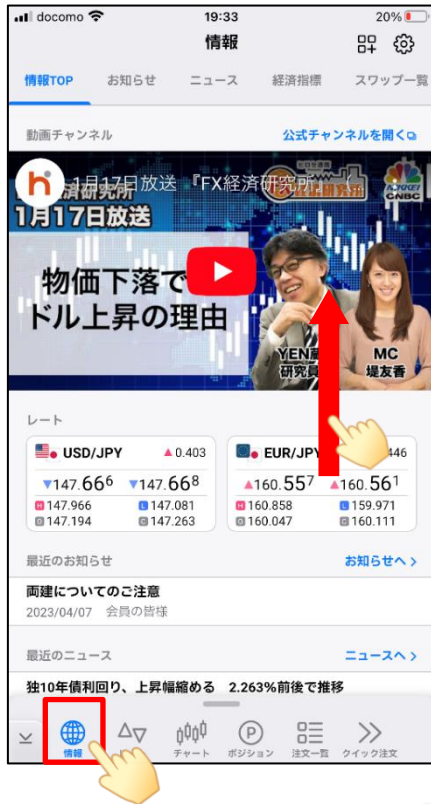 docomo 19:33 20%
情報
情報TOP お知らせ ニュース 経済指標 スワップ一覧
動画チャンネル 公式チャンネルを開く
1月17日放送 『FX経済研究所』
1月17日放送
物価下落で
ドル上昇の理由
NIKKEI
CNBC
YEN蔵
研究員
MC
堤友香
レート
USD/JPY ▲0.403
▼147.666 ▼147.668
H 147.966 L 147.081
O 147.194 C 147.263
EUR/JPY 446
▲160.557 ▲160.561
H 160.858 L 159.971
O 160.047 C 160.111
最近のお知らせ お知らせへ >
両建についてのご注意
2023/04/07 会員の皆様
最近のニュース ニュースへ >
独10年債利回り、上昇幅縮める 2.263%前後で推移
情報 チャート ポジション 注文一覧 クイック注文